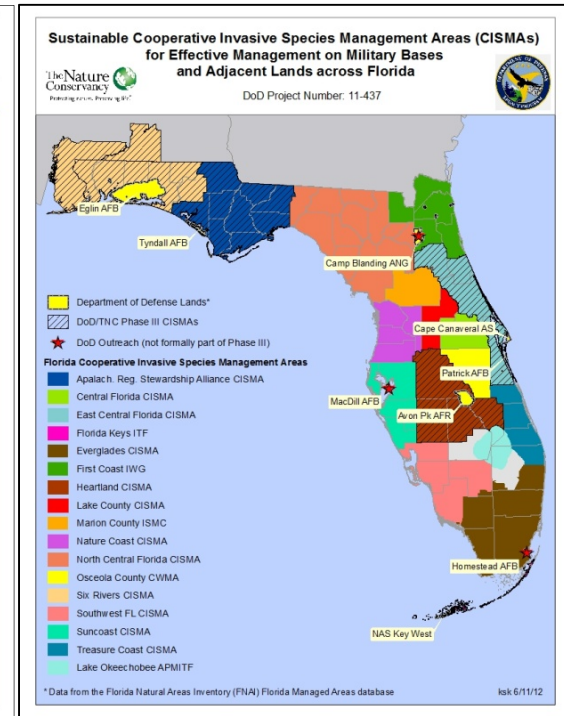 Sustainable Cooperative Invasive Species Management Areas (CISMAs)
for Effective Management on Military Bases
and Adjacent Lands across Florida
The Nature
Conservancy
Protecting nature. Preserving life.
DoD Project Number: 11-437
DEPARTMENT OF DEFENSE
Eglin AFB
Tyndall AFB
Camp Blanding ANG
Cape Canaveral AS
Patrick AFB
MacDill AFB
Avon Pk AFR
Homestead AFB
NAS Key West
Department of Defense Lands*
DoD/TNC Phase III CISMAs
DoD Outreach (not formally part of Phase III)
Florida Cooperative Invasive Species Management Areas
Apalach. Reg. Stewardship Alliance CISMA
Central Florida CISMA
East Central Florida CISMA
Florida Keys ITF
Everglades CISMA
First Coast IWG
Heartland CISMA
Lake County CISMA
Marion County ISMC
Nature Coast CISMA
North Central Florida CISMA
Osceola County CWMA
Six Rivers CISMA
Southwest FL CISMA
Suncoast CISMA
Treasure Coast CISMA
Lake Okeechobee APMITF
* Data from the Florida Natural Areas Inventory (FNAI) Florida Managed Areas database
ksk 6/11/12